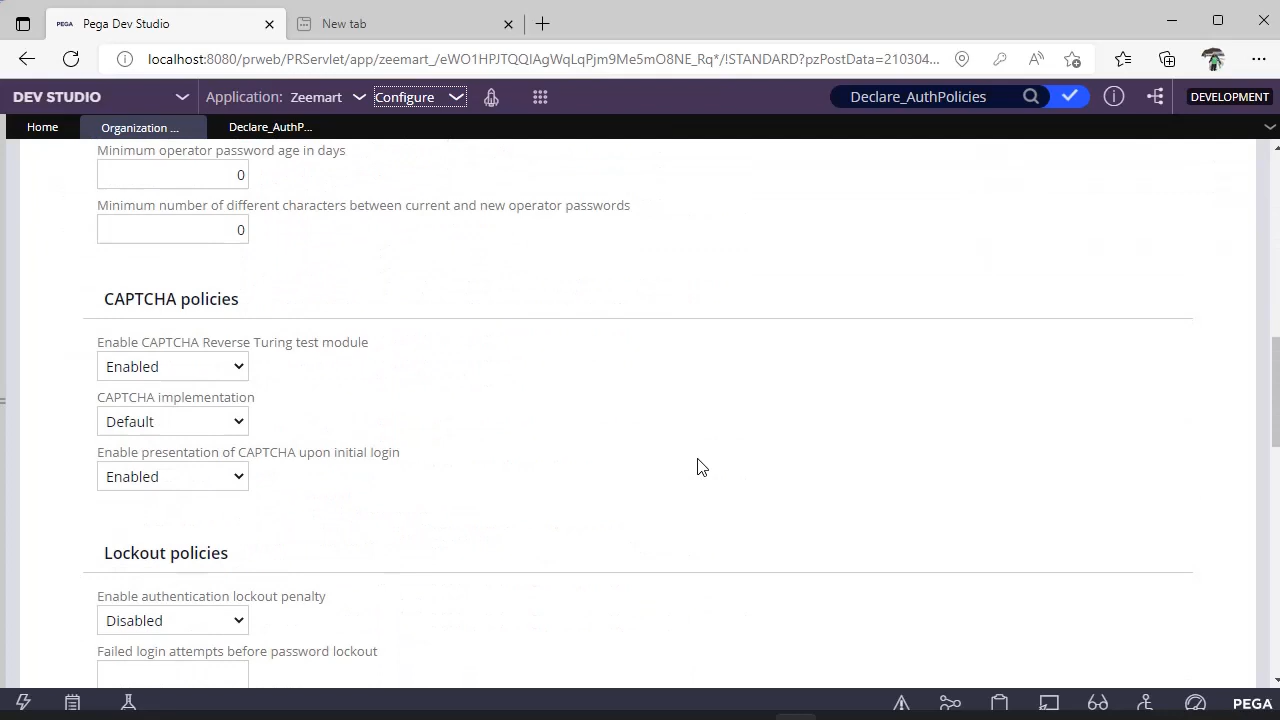 PEGA Pega Dev Studio
New tab
localhost:8080/prweb/PRServlet/app/zeemart_/eWO1HPJTQQIAgWqLqPjm9Me5mO8NE_Rq*/!STANDARD?pzPostData=210304...
DEV STUDIO Application: Zeemart Configure Declare_AuthPolicies DEVELOPMENT
Home Organization ... Declare_AuthP...
Minimum operator password age in days
0
Minimum number of different characters between current and new operator passwords
0
CAPTCHA policies
Enable CAPTCHA Reverse Turing test module
Enabled
CAPTCHA implementation
Default
Enable presentation of CAPTCHA upon initial login
Enabled
Lockout policies
Enable authentication lockout penalty
Disabled
Failed login attempts before password lockout
PEGA